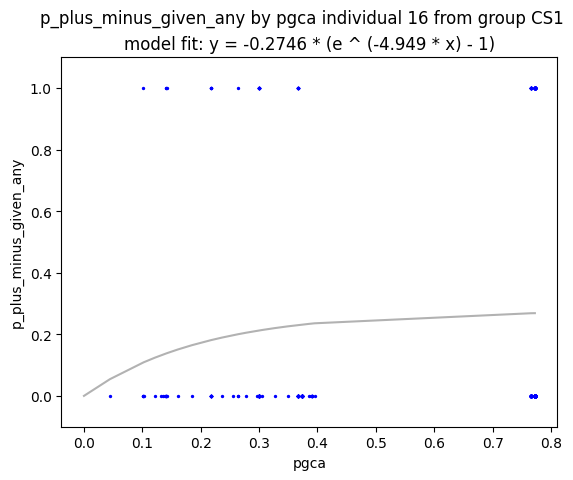 p_plus_minus_given_any by pgca individual 16 from group CS1
model fit: y = -0.2746 * (e ^ (-4.949 * x) - 1)
1.0
0.8
0.6
0.4
0.2
0.0
p_plus_minus_given_any
0.0 0.1 0.2 0.3 0.4 0.5 0.6 0.7 0.8
pgca